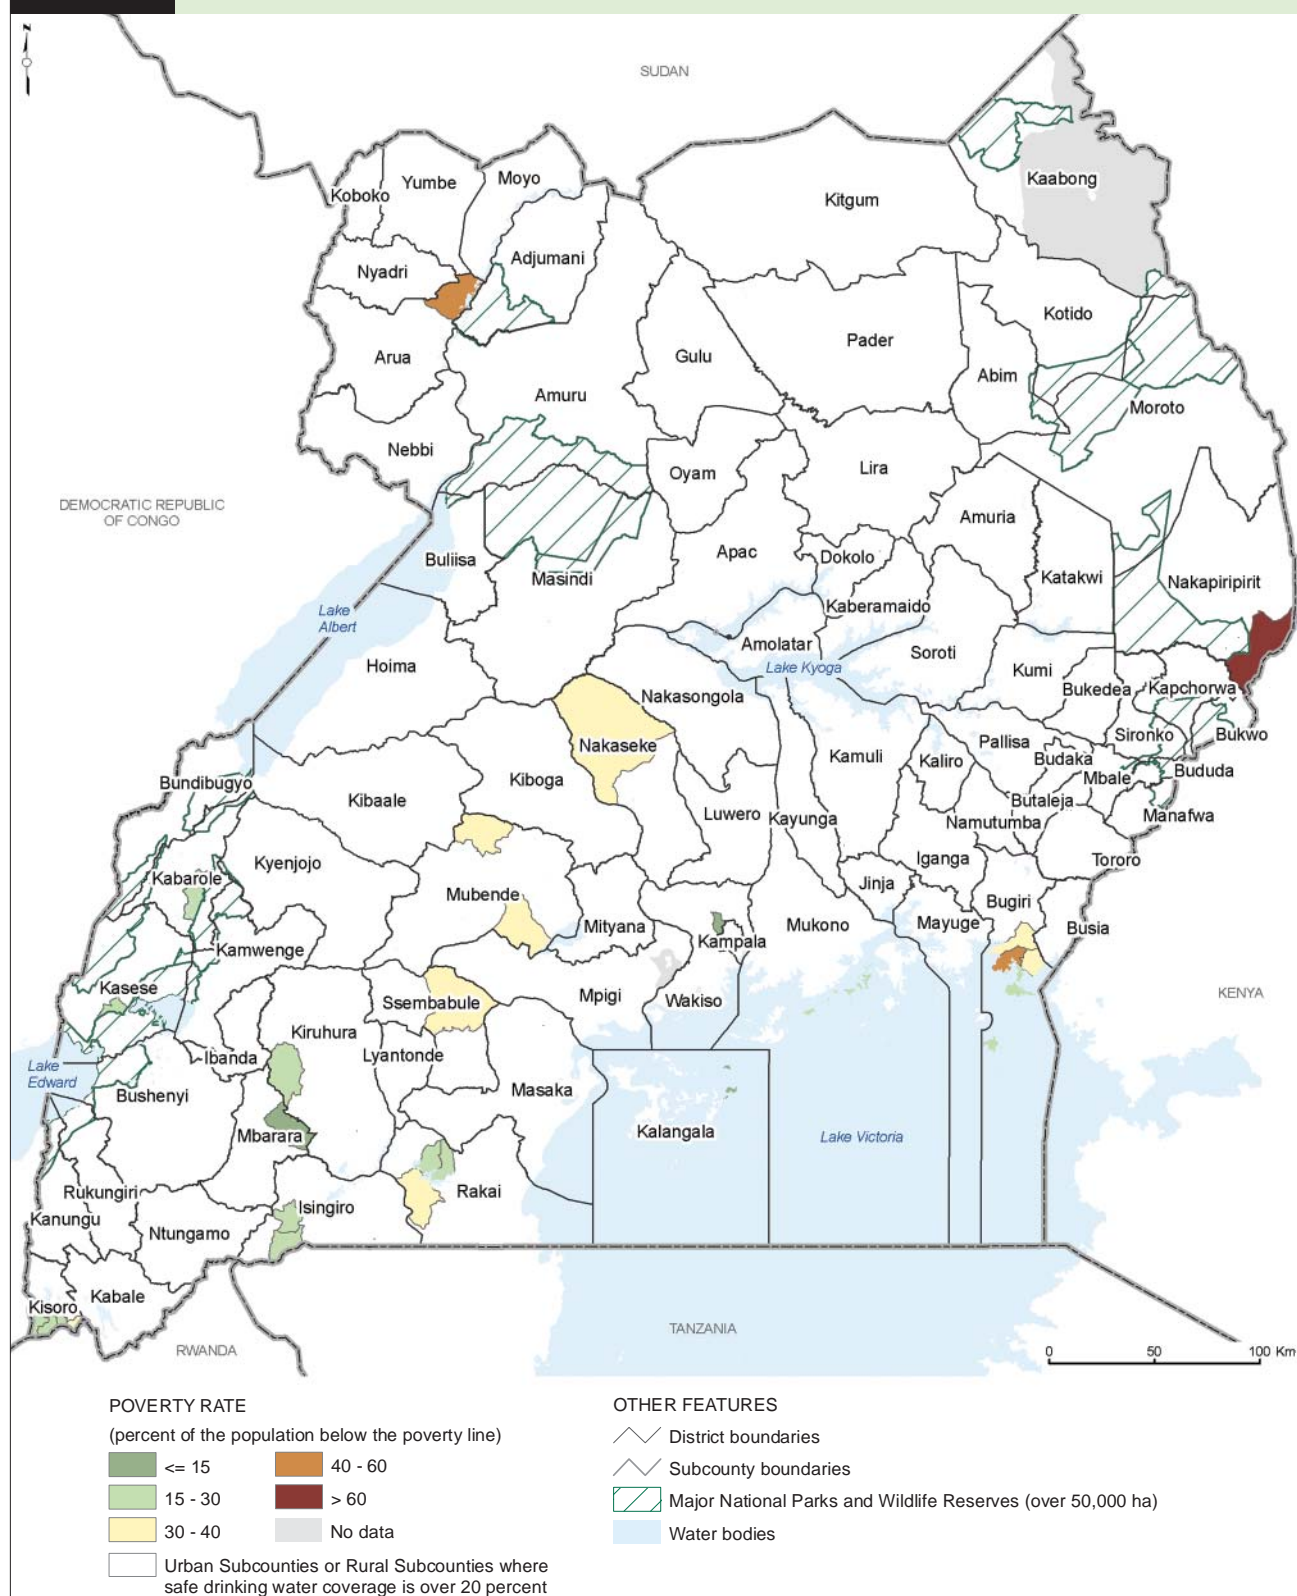 N
SUDAN
Kaabong
Moyo
Yumbe
Koboko
Kitgum
Adjumani
Nyadri
Kotido
Pader
Arua
Gulu
Abim
Amuru
Moroto
Nebbi
Lira
Oyam
DEMOCRATIC REPUBLIC
OF CONGO
Amuria
Apac
Dokolo
Buliisa
Masindi
Katakwi
Nakapiripirit
Lake
Albert
Kaberamaido
Amolatar
Soroti
Hoima
Lake Kyoga
Kumi
Bukedea
Kapchorwa
Nakasongola
Sironko
Bukwo
Nakaseke
Pallisa
Kamuli
Kaliro
Budaka
Bududa
Kiboga
Mbale
Bundibugyo
Kibaale
Butaleja
Luwero
Kayunga
Manafwa
Namutumba
Kyenjojo
Iganga
Tororo
Kabarole
Jinja
Mubende
Bugiri
Mityana
Mukono
Mayuge
Busia
Kampala
Kamwenge
Kasese
Mpigi
KENYA
Ssembabule
Wakiso
Kiruhura
Lyantonde
Ibanda
Lake
Edward
Masaka
Bushenyi
Mbarara
Kalangala
Lake Victoria
Rukungiri
Rakai
Isingiro
Kanungu
Ntungamo
Kabale
Kisoro
TANZANIA
RWANDA
0 50 100 Km
POVERTY RATE
(percent of the population below the poverty line)
<= 15
15 - 30
30 - 40
40 - 60
> 60
No data
Urban Subcounties or Rural Subcounties where
safe drinking water coverage is over 20 percent
OTHER FEATURES
District boundaries
Subcounty boundaries
Major National Parks and Wildlife Reserves (over 50,000 ha)
Water bodies